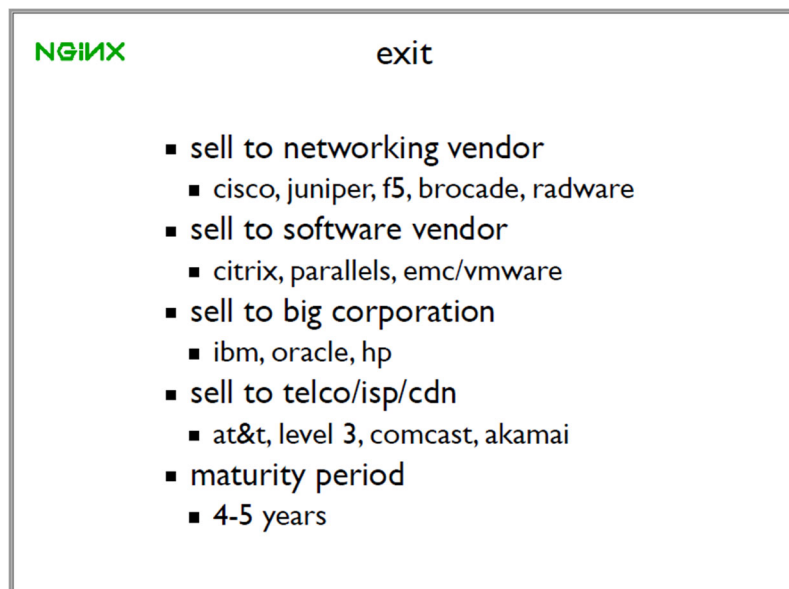 NGINX
exit
sell to networking vendor
cisco, juniper, f5, brocade, radware
sell to software vendor
citrix, parallels, emc/vmware
sell to big corporation
ibm, oracle, hp
sell to telco/isp/cdn
at&t, level 3, comcast, akamai
maturity period
4-5 years